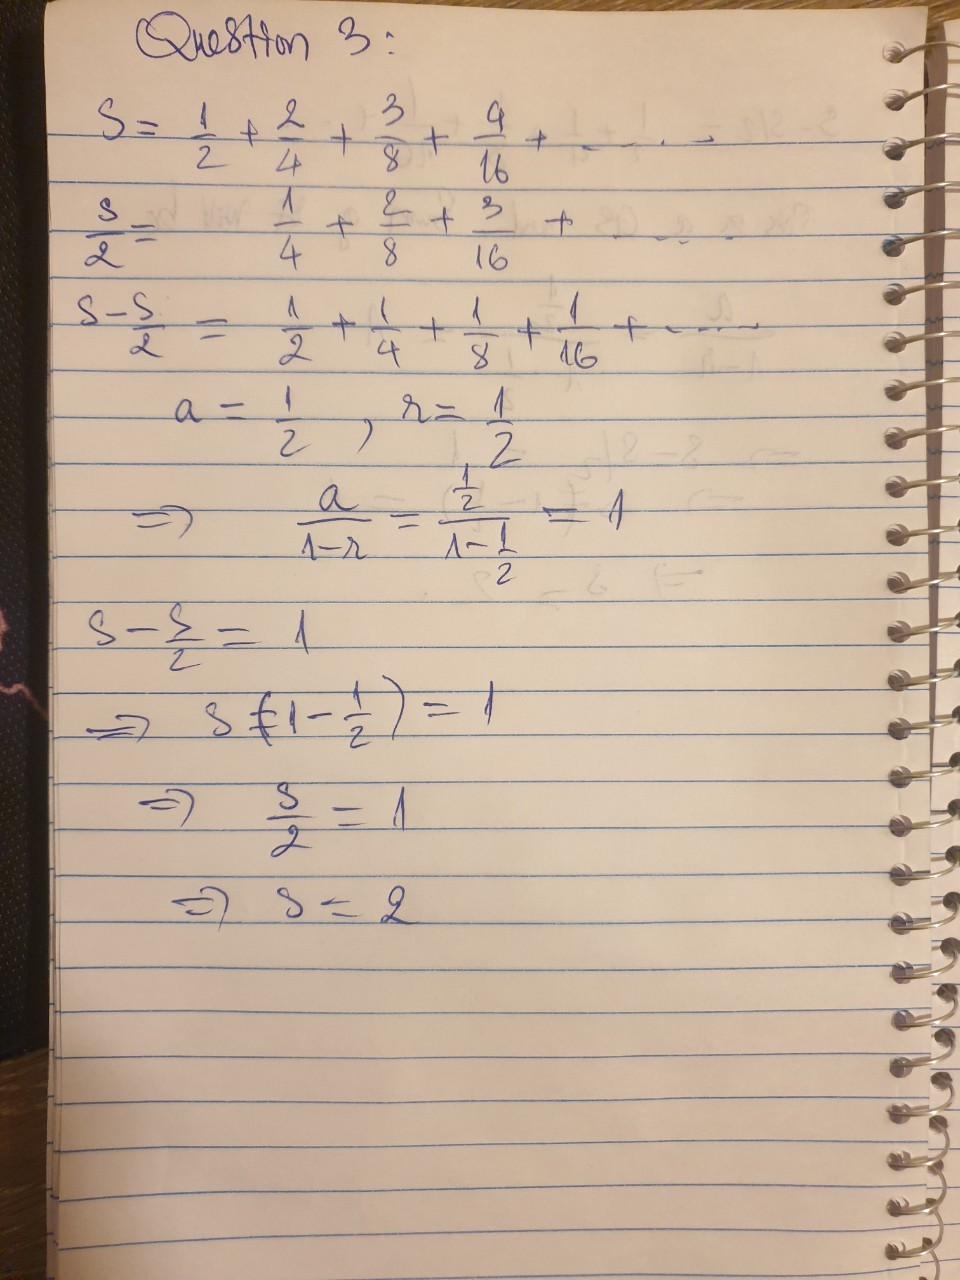 Question 3:
S = 1/2 + 2/4 + 3/8 + 4/16 + ......
S/2 = 1/4 + 2/8 + 3/16 + ......
S - S/2 = 1/2 + 1/4 + 1/8 + 1/16 + .....
a = 1/2 , r = 1/2
⇒ a/(1-r) = (1/2)/(1-1/2) = 1
S - S/2 = 1
⇒ S(1 - 1/2) = 1
⇒ S/2 = 1
⇒ S = 2